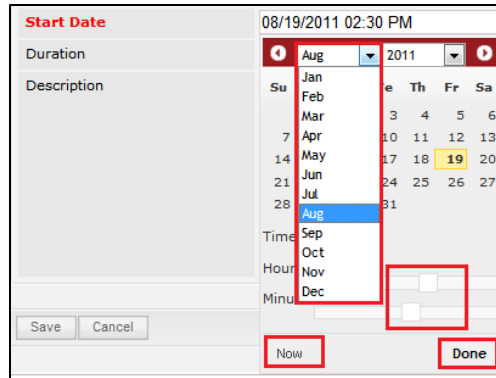 Start Date
08/19/2011 02:30 PM
Duration
Aug 2011
Description
Su e Th Fr Sa
3 4 5 6
7 10 11 12 13
14 17 18 19 20
21 24 25 26 27
28 31
Jan
Feb
Mar
Apr
May
Jun
Jul
Aug
Sep
Oct
Nov
Dec
Time
Hour
Minu
Save Cancel
Now Done